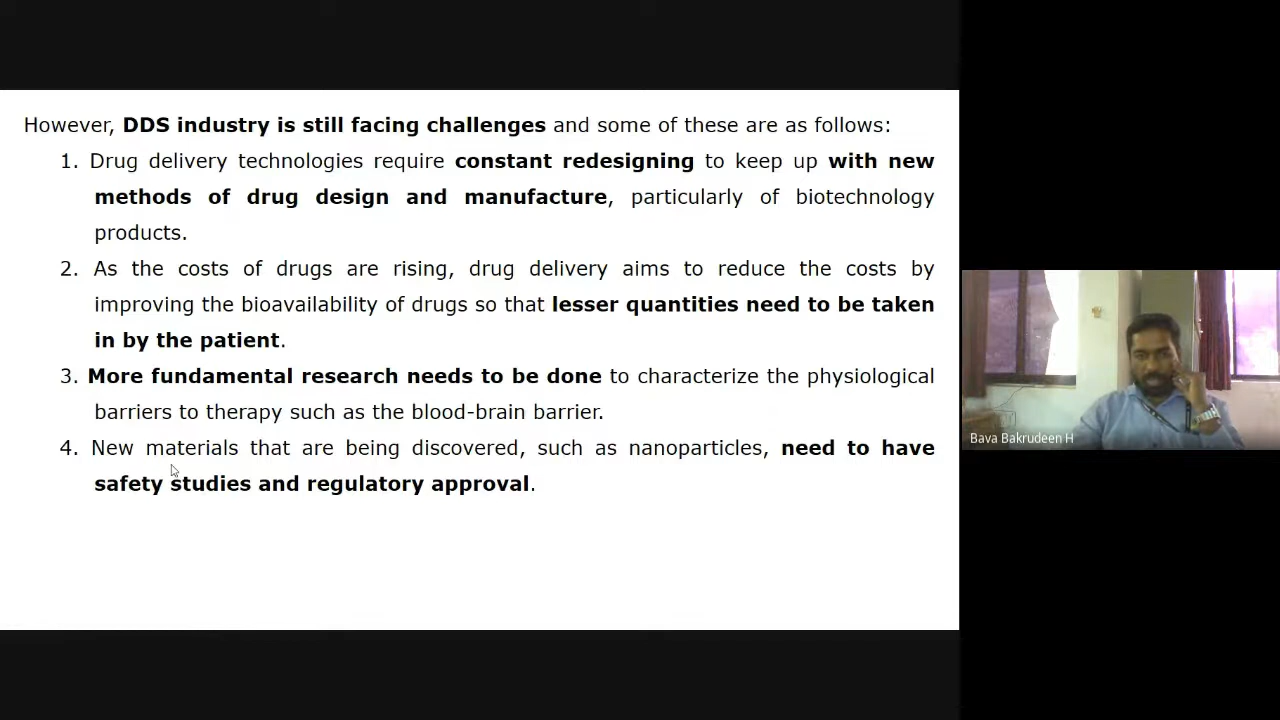 However, DDS industry is still facing challenges and some of these are as follows:
1. Drug delivery technologies require constant redesigning to keep up with new
methods of drug design and manufacture, particularly of biotechnology
products.
2. As the costs of drugs are rising, drug delivery aims to reduce the costs by
improving the bioavailability of drugs so that lesser quantities need to be taken
in by the patient.
3. More fundamental research needs to be done to characterize the physiological
barriers to therapy such as the blood-brain barrier.
4. New materials that are being discovered, such as nanoparticles, need to have
safety studies and regulatory approval.
Bava Bakrudeen H